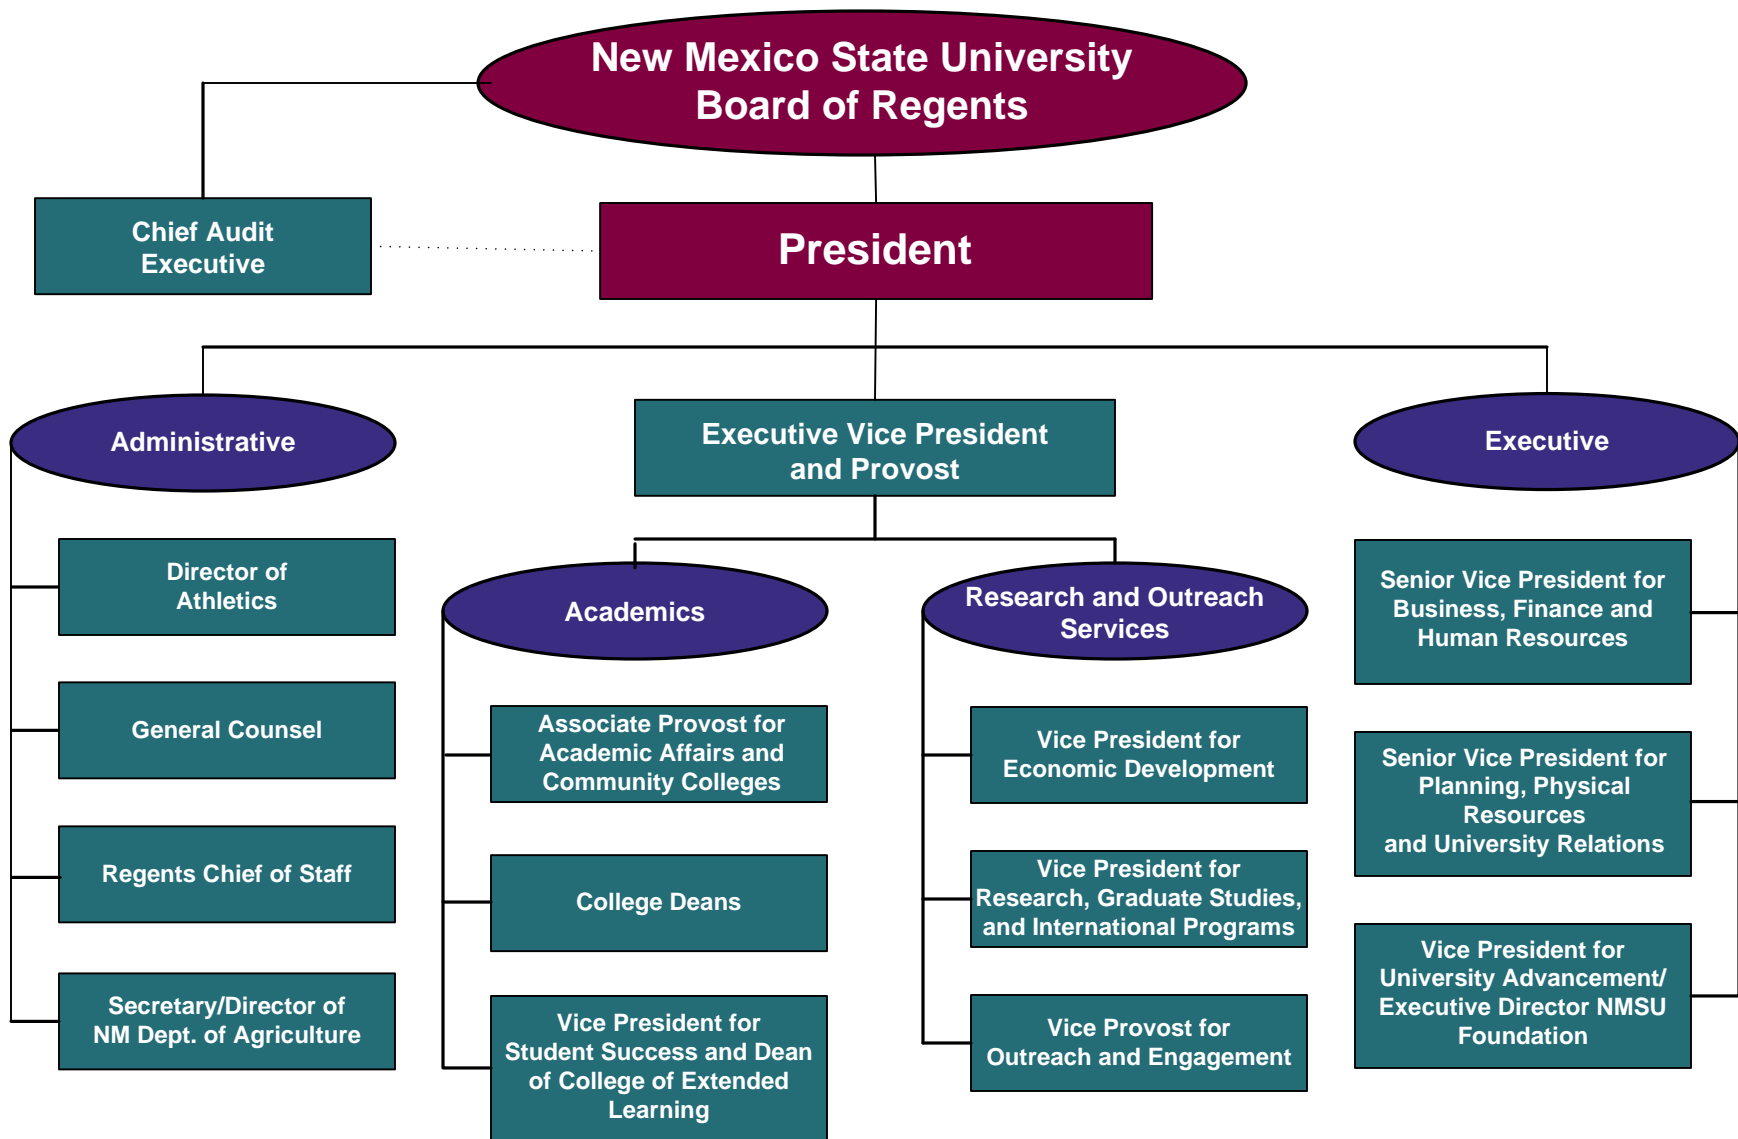 New Mexico State University
Board of Regents
Chief Audit
Executive
President
Administrative
Executive Vice President
and Provost
Executive
Director of
Athletics
General Counsel
Regents Chief of Staff
Secretary/Director of
NM Dept. of Agriculture
Academics
Associate Provost for
Academic Affairs and
Community Colleges
College Deans
Vice President for
Student Success and Dean
of College of Extended
Learning
Research and Outreach
Services
Vice President for
Economic Development
Vice President for
Research, Graduate Studies,
and International Programs
Vice Provost for
Outreach and Engagement
Senior Vice President for
Business, Finance and
Human Resources
Senior Vice President for
Planning, Physical
Resources
and University Relations
Vice President for
University Advancement/
Executive Director NMSU
Foundation